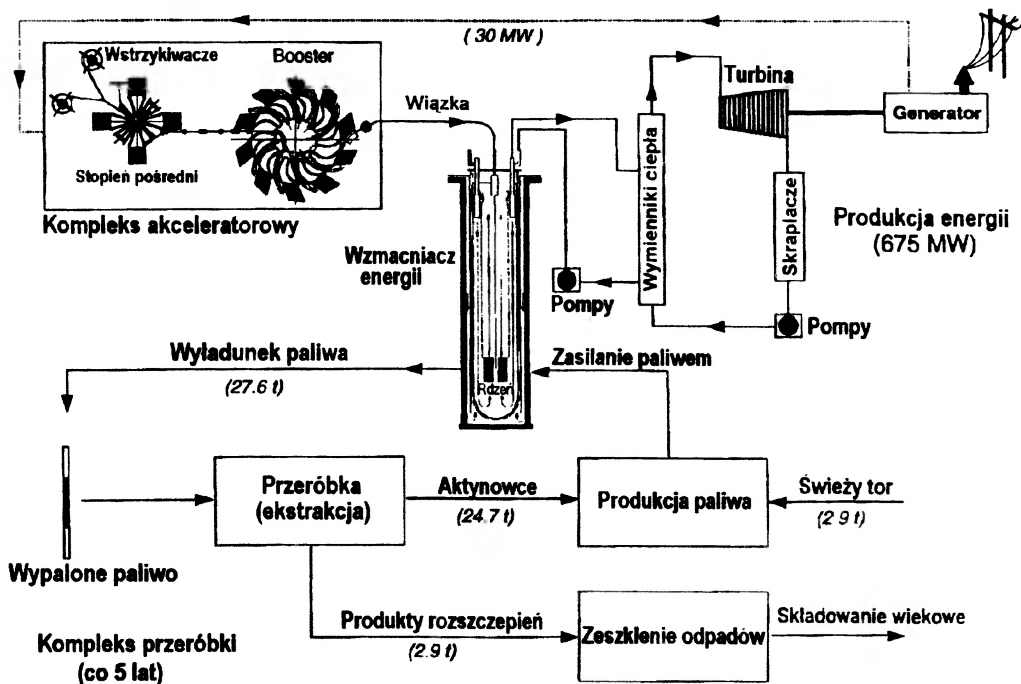 ( 30 MW )
Wstrzykiwacze
Booster
Wiązka
Stopień pośredni
Kompleks akceleratorowy
Turbina
Generator
Wymienniki ciepła
Skraplacze
Produkcja energii
(675 MW)
Wzmacniacz
energii
Pompy
Pompy
Wyładunek paliwa
(27.6 t)
Zasilanie paliwem
Rdzeń
Przeróbka
(ekstrakcja)
Aktynowce
(24.7 t)
Produkcja paliwa
Świeży tor
(2.9 t)
Wypalone paliwo
Produkty rozszczepień
(2.9 t)
Zeszklenie odpadów
Składowanie wiekowe
Kompleks przeróbki
(co 5 lat)